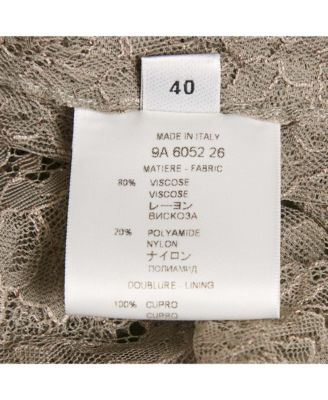 40
MADE IN ITALY
9A 6052 26
MATIERE - FABRIC
80% VISCOSE
VISCOSE
レーヨン
ВИСКОЗА
20% POLYAMIDE
NYLON
ナイロン
ПОЛИАМИД
DOUBLURE - LINING
100% CUPRO
CUPRO